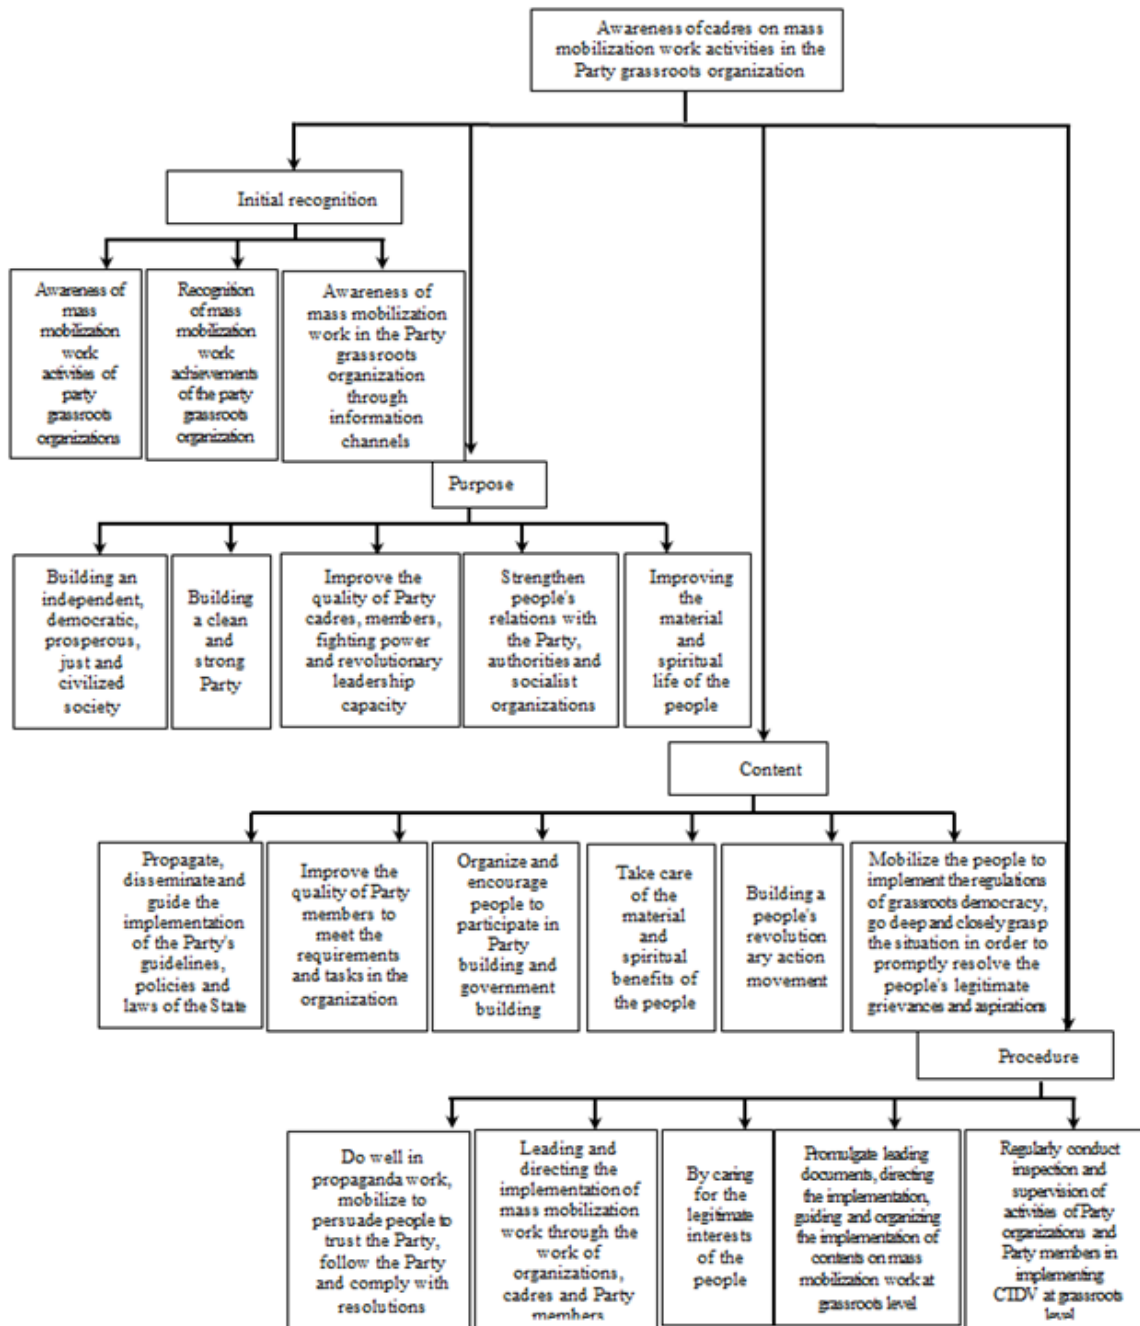 Awareness of cadres on mass
mobilization work activities in the
Party grassroots organization
Initial recognition
Awareness of
mass
mobilization
work
activities of
party
grassroots
organizations
Recognition
of mass
mobilization
work
achievements
of the party
grassroots
organization
Awareness of
mass mobilization
work in the Party
grassroots
organization
through
information
channels
Purpose
Building an
independent,
democratic,
prosperous,
just and
civilized
society
Building
a clean
and
strong
Party
Improve the
quality of Party
cadres, members,
fighting power
and revolutionary
leadership
capacity
Strengthen
people's
relations with
the Party,
authorities and
socialist
organizations
Improving
the
material
and
spiritual
life of the
people
Content
Propagate,
disseminate and
guide the
implementation
of the Party's
guidelines,
policies and
laws of the State
Improve the
quality of Party
members to
meet the
requirements
and tasks in the
organization
Organize and
encourage
people to
participate in
Party
building and
government
building
Take care
of the
material
and
spiritual
benefits of
the people
Building a
people's
revolution
ary action
movement
Mobilize the people to
implement the regulations
of grassroots democracy,
go deep and closely grasp
the situation in order to
promptly resolve the
people's legitimate
grievances and aspirations
Procedure
Do well in
propaganda work,
mobilize to
persuade people to
trust the Party,
follow the Party
and comply with
resolutions
Leading and
directing the
implementation of
mass mobilization
work through the
work of
organizations,
cadres and Party
members
By caring
for the
legitimate
interests
of the
people
Promulgate leading
documents, directing
the implementation,
guiding and organizing
the implementation of
contents on mass
mobilization work at
grassroots level
Regularly conduct
inspection and
supervision of
activities of Party
organizations and
Party members in
implementing
CTDV at grassroots
level